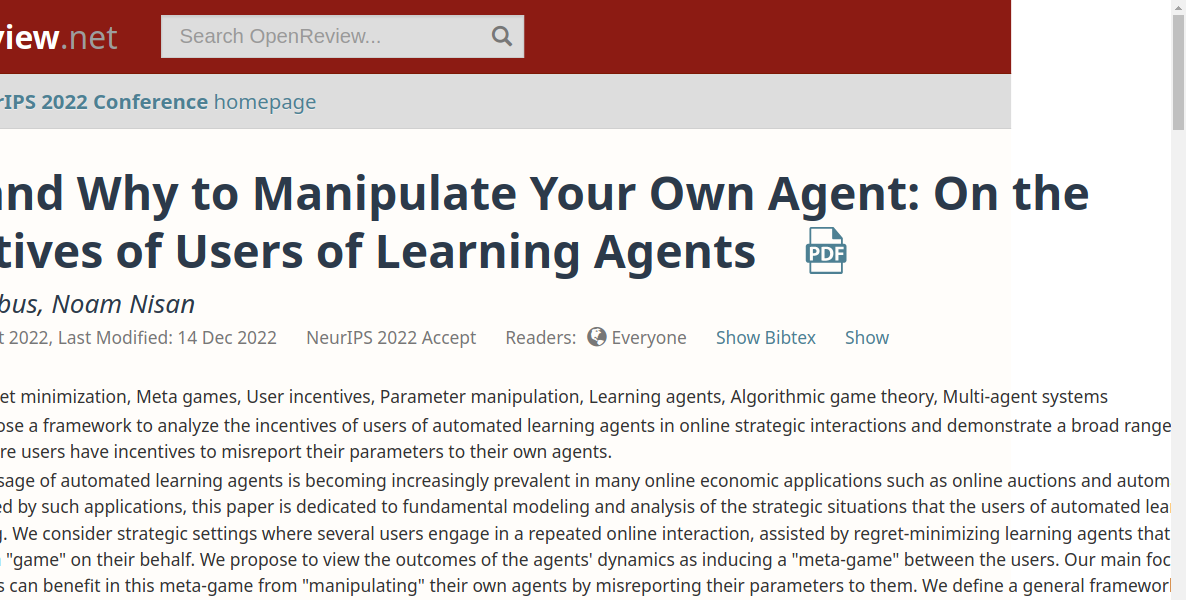 view.net
Search OpenReview...
rIPS 2022 Conference homepage
and Why to Manipulate Your Own Agent: On the
tives of Users of Learning Agents
PDF
bus, Noam Nisan
t 2022, Last Modified: 14 Dec 2022 NeurIPS 2022 Accept Readers: Everyone Show Bibtex Show
et minimization, Meta games, User incentives, Parameter manipulation, Learning agents, Algorithmic game theory, Multi-agent systems
ose a framework to analyze the incentives of users of automated learning agents in online strategic interactions and demonstrate a broad range
re users have incentives to misreport their parameters to their own agents.
sage of automated learning agents is becoming increasingly prevalent in many online economic applications such as online auctions and autom
ed by such applications, this paper is dedicated to fundamental modeling and analysis of the strategic situations that the users of automated lea
g. We consider strategic settings where several users engage in a repeated online interaction, assisted by regret-minimizing learning agents that
"game" on their behalf. We propose to view the outcomes of the agents' dynamics as inducing a "meta-game" between the users. Our main foc
s can benefit in this meta-game from "manipulating" their own agents by misreporting their parameters to them. We define a general framework